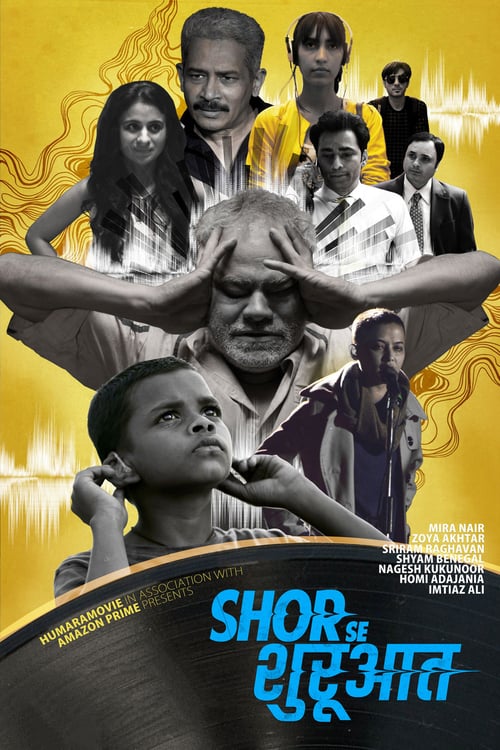 MIRA NAIR
ZOYA AKHTAR
SRIRAM RAGHAVAN
SHYAM BENEGAL
NAGESH KUKUNOOR
HOMI ADAJANIA
IMTIAZ ALI
HUMARAMOVIE IN ASSOCIATION WITH
AMAZON PRIME PRESENTS
SHOR SE
शुरूआत